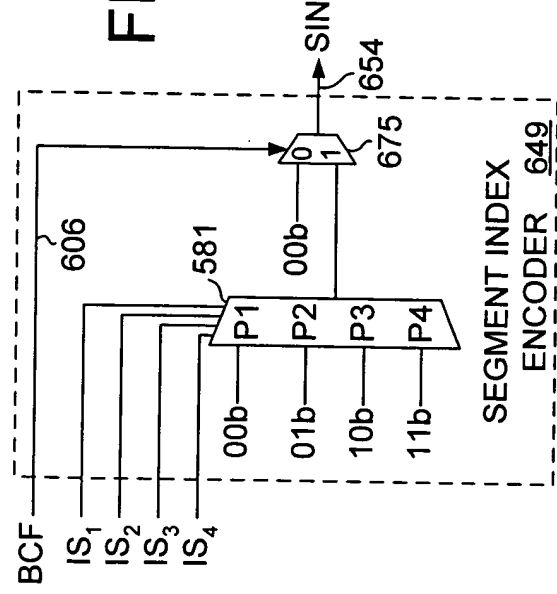 FI
BCF
606
IS₁
IS₂
IS₃
IS₄
581
P1
P2
P3
P4
00b
01b
10b
11b
00b
0
1
675
654
SIN
SEGMENT INDEX
ENCODER 649